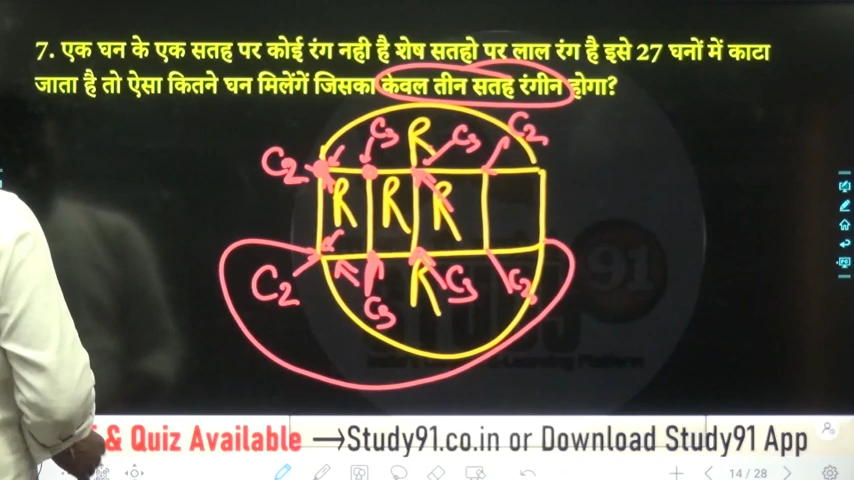 7. एक घन के एक सतह पर कोई रंग नही है शेष सतहो पर लाल रंग है इसे 27 घनों में काटा
जाता है तो ऐसा कितने घन मिलेंगें जिसका केवल तीन सतह रंगीन होगा?
R C3 C3 C2
C2
R R R
C2 C3 R C3 C2
91
& Quiz Available → Study91.co.in or Download Study91 App
14 / 28